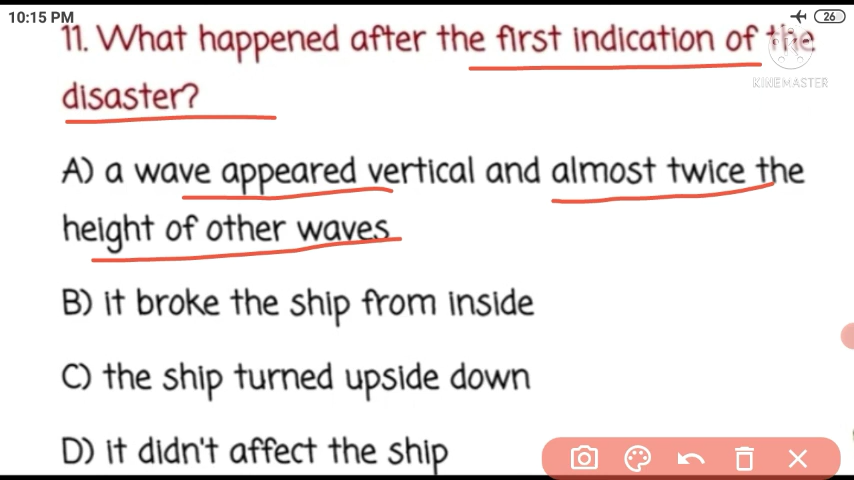 10:15 PM 26
11. What happened after the first indication of the
KINEMASTER
disaster?
A) a wave appeared vertical and almost twice the
height of other waves
B) it broke the ship from inside
C) the ship turned upside down
D) it didn't affect the ship